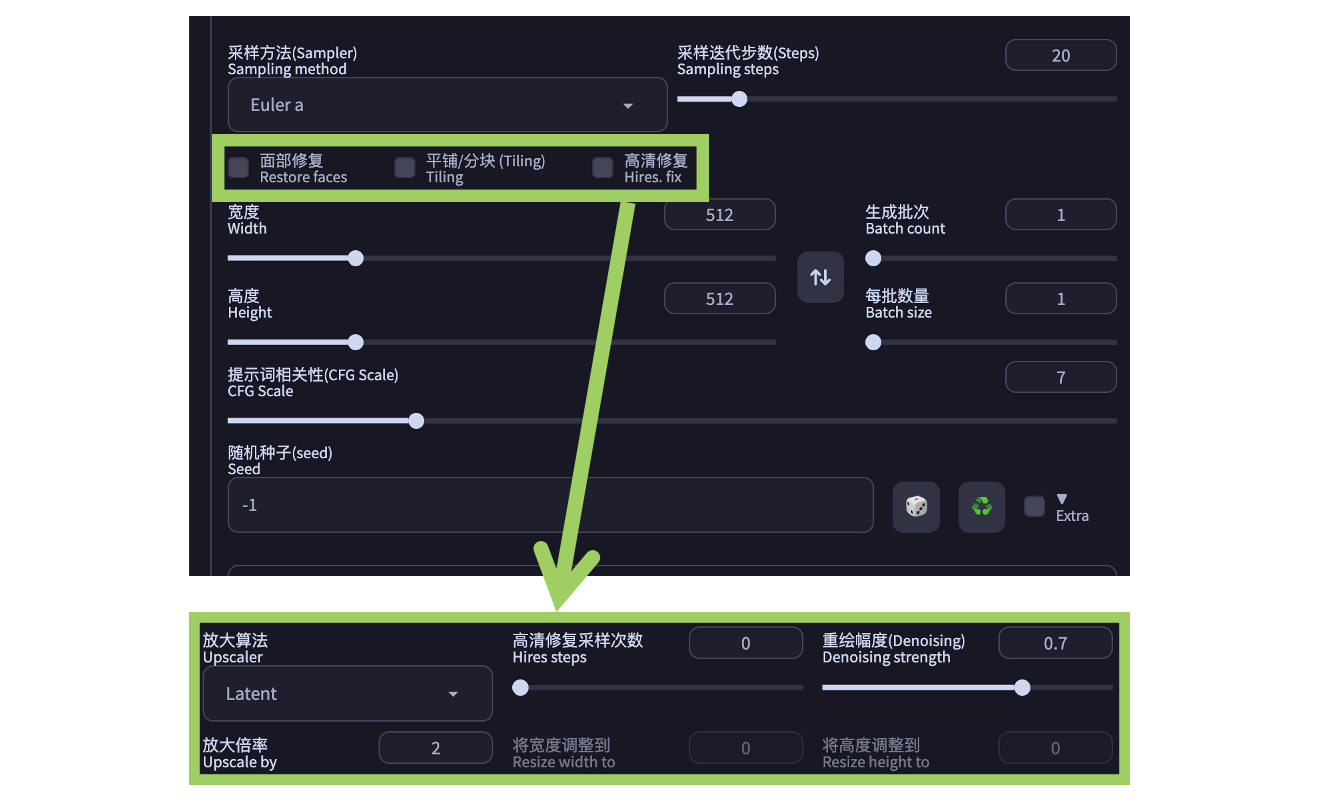 采样方法(Sampler)
Sampling method
Euler a
采样迭代步数(Steps)
Sampling steps
20
面部修复
Restore faces
平铺/分块 (Tiling)
Tiling
高清修复
Hires. fix
宽度
Width
512
生成批次
Batch count
1
高度
Height
512
每批数量
Batch size
1
提示词相关性(CFG Scale)
CFG Scale
7
随机种子(seed)
Seed
-1
▼
Extra
放大算法
Upscaler
Latent
高清修复采样次数
Hires steps
0
重绘幅度(Denoising)
Denoising strength
0.7
放大倍率
Upscale by
2
将宽度调整到
Resize width to
0
将高度调整到
Resize height to
0